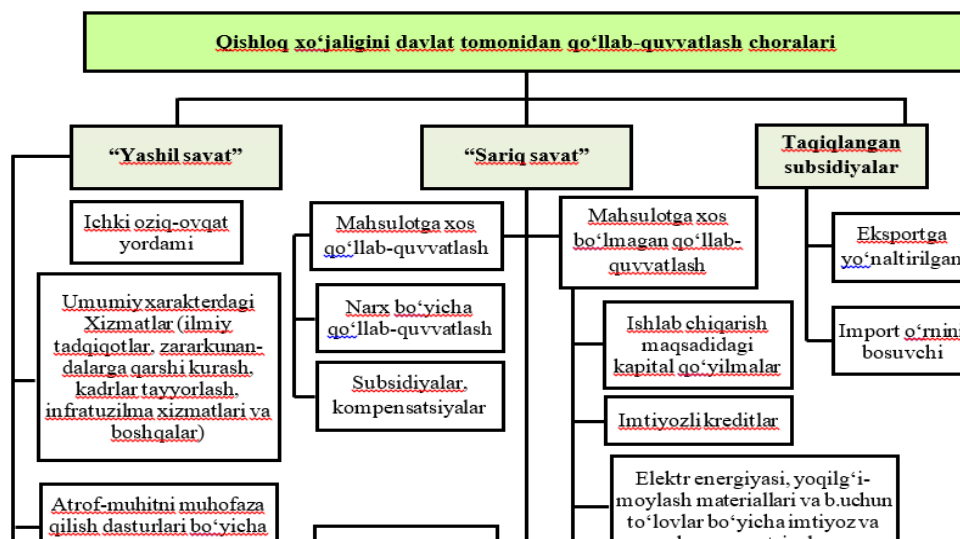 Qishloq xo‘jaligini davlat tomonidan qo‘llab-quvvatlash choralari
“Yashil savat”
Ichki oziq-ovqat
yordami
Umumiy xarakterdagi
Xizmatlar (ilmiy
tadqiqotlar, zararkunan-
dalarga qarshi kurash,
kadrlar tayyorlash,
infratuzilma xizmatlari va
boshqalar)
Atrof-muhitni muhofaza
qilish dasturlari bo‘yicha
“Sariq savat”
Mahsulotga xos
qo‘llab-quvvatlash
Narx bo‘yicha
qo‘llab-quvvatlash
Subsidiyalar,
kompensatsiyalar
Mahsulotga xos
bo‘lmagan qo‘llab-
quvvatlash
Ishlab chiqarish
maqsadidagi
kapital qo‘yilmalar
Imtiyozli kreditlar
Elektr energiyasi, yoqilg‘i-
moylash materiallari va b.uchun
to‘lovlar bo‘yicha imtiyoz va
Taqiqlangan
subsidiyalar
Eksportga
yo‘naltirilgan
Import o‘rnini
bosuvchi